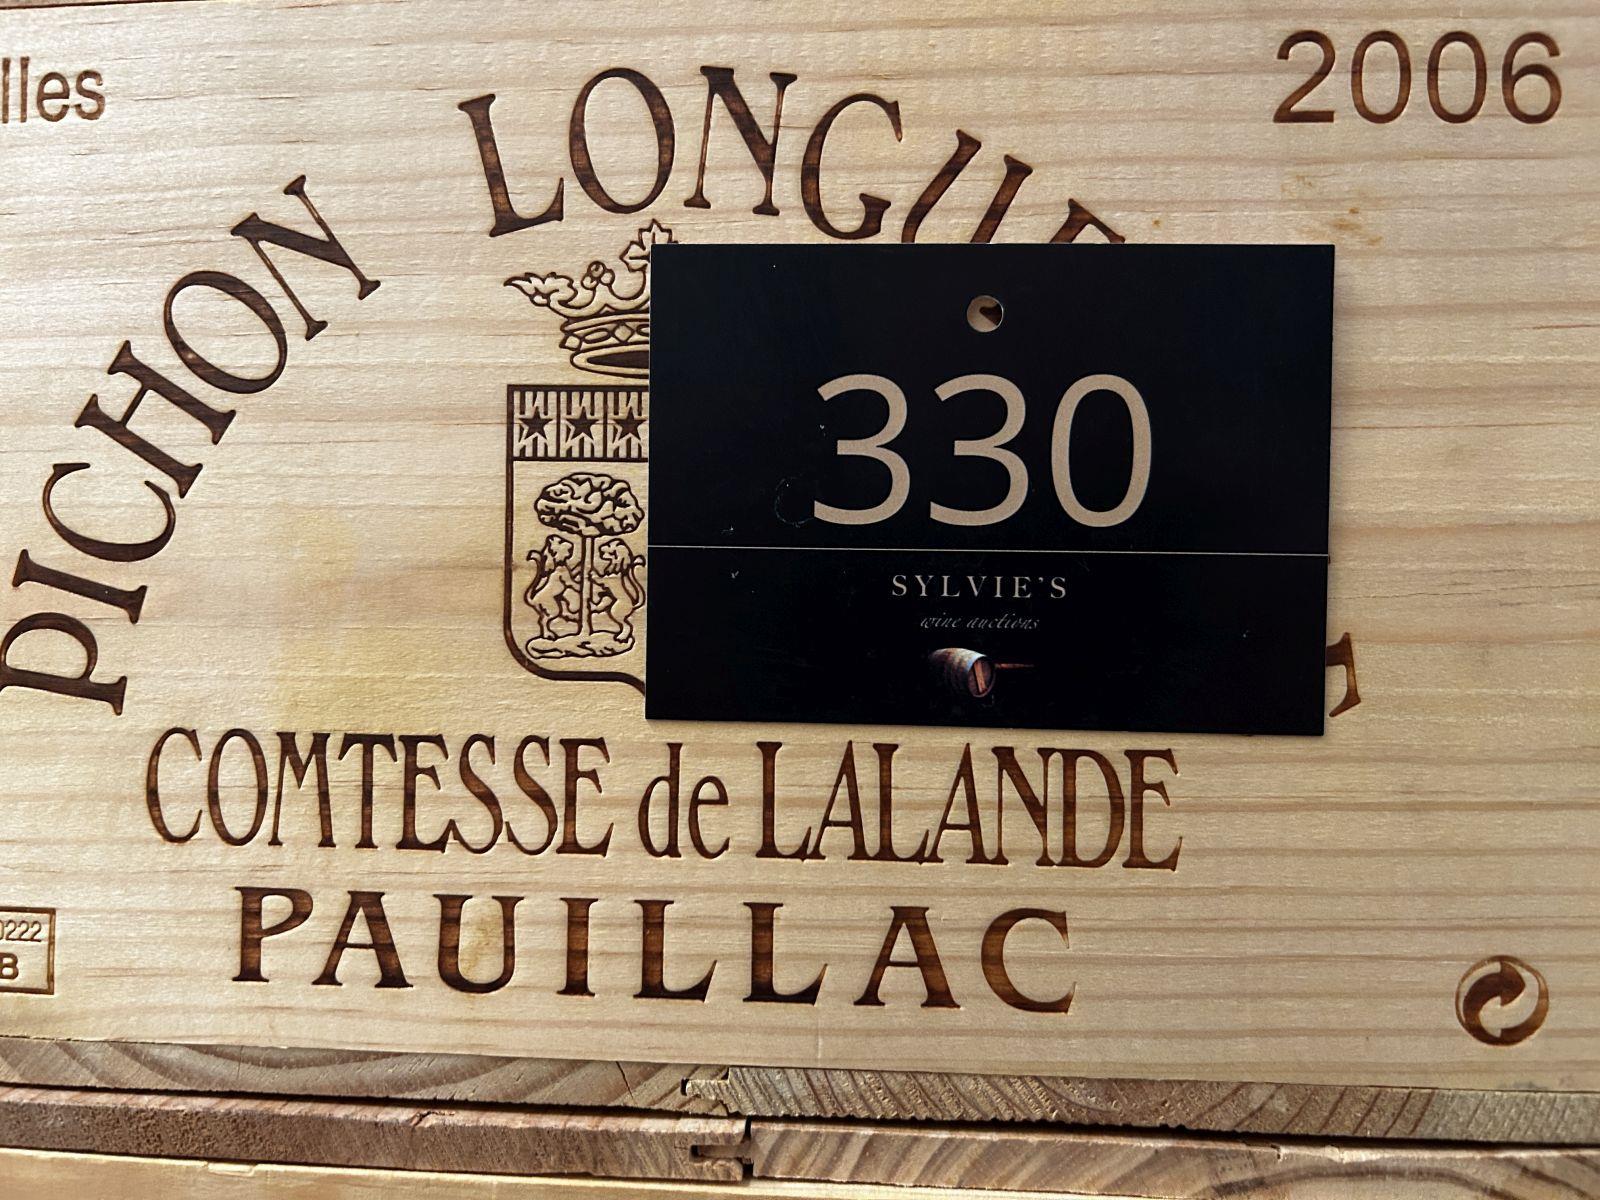 lles
2006
PICHON LONGUE
330
SYLVIE'S
wine auctions
COMTESSE de LALANDE
PAUILLAC
0222
B